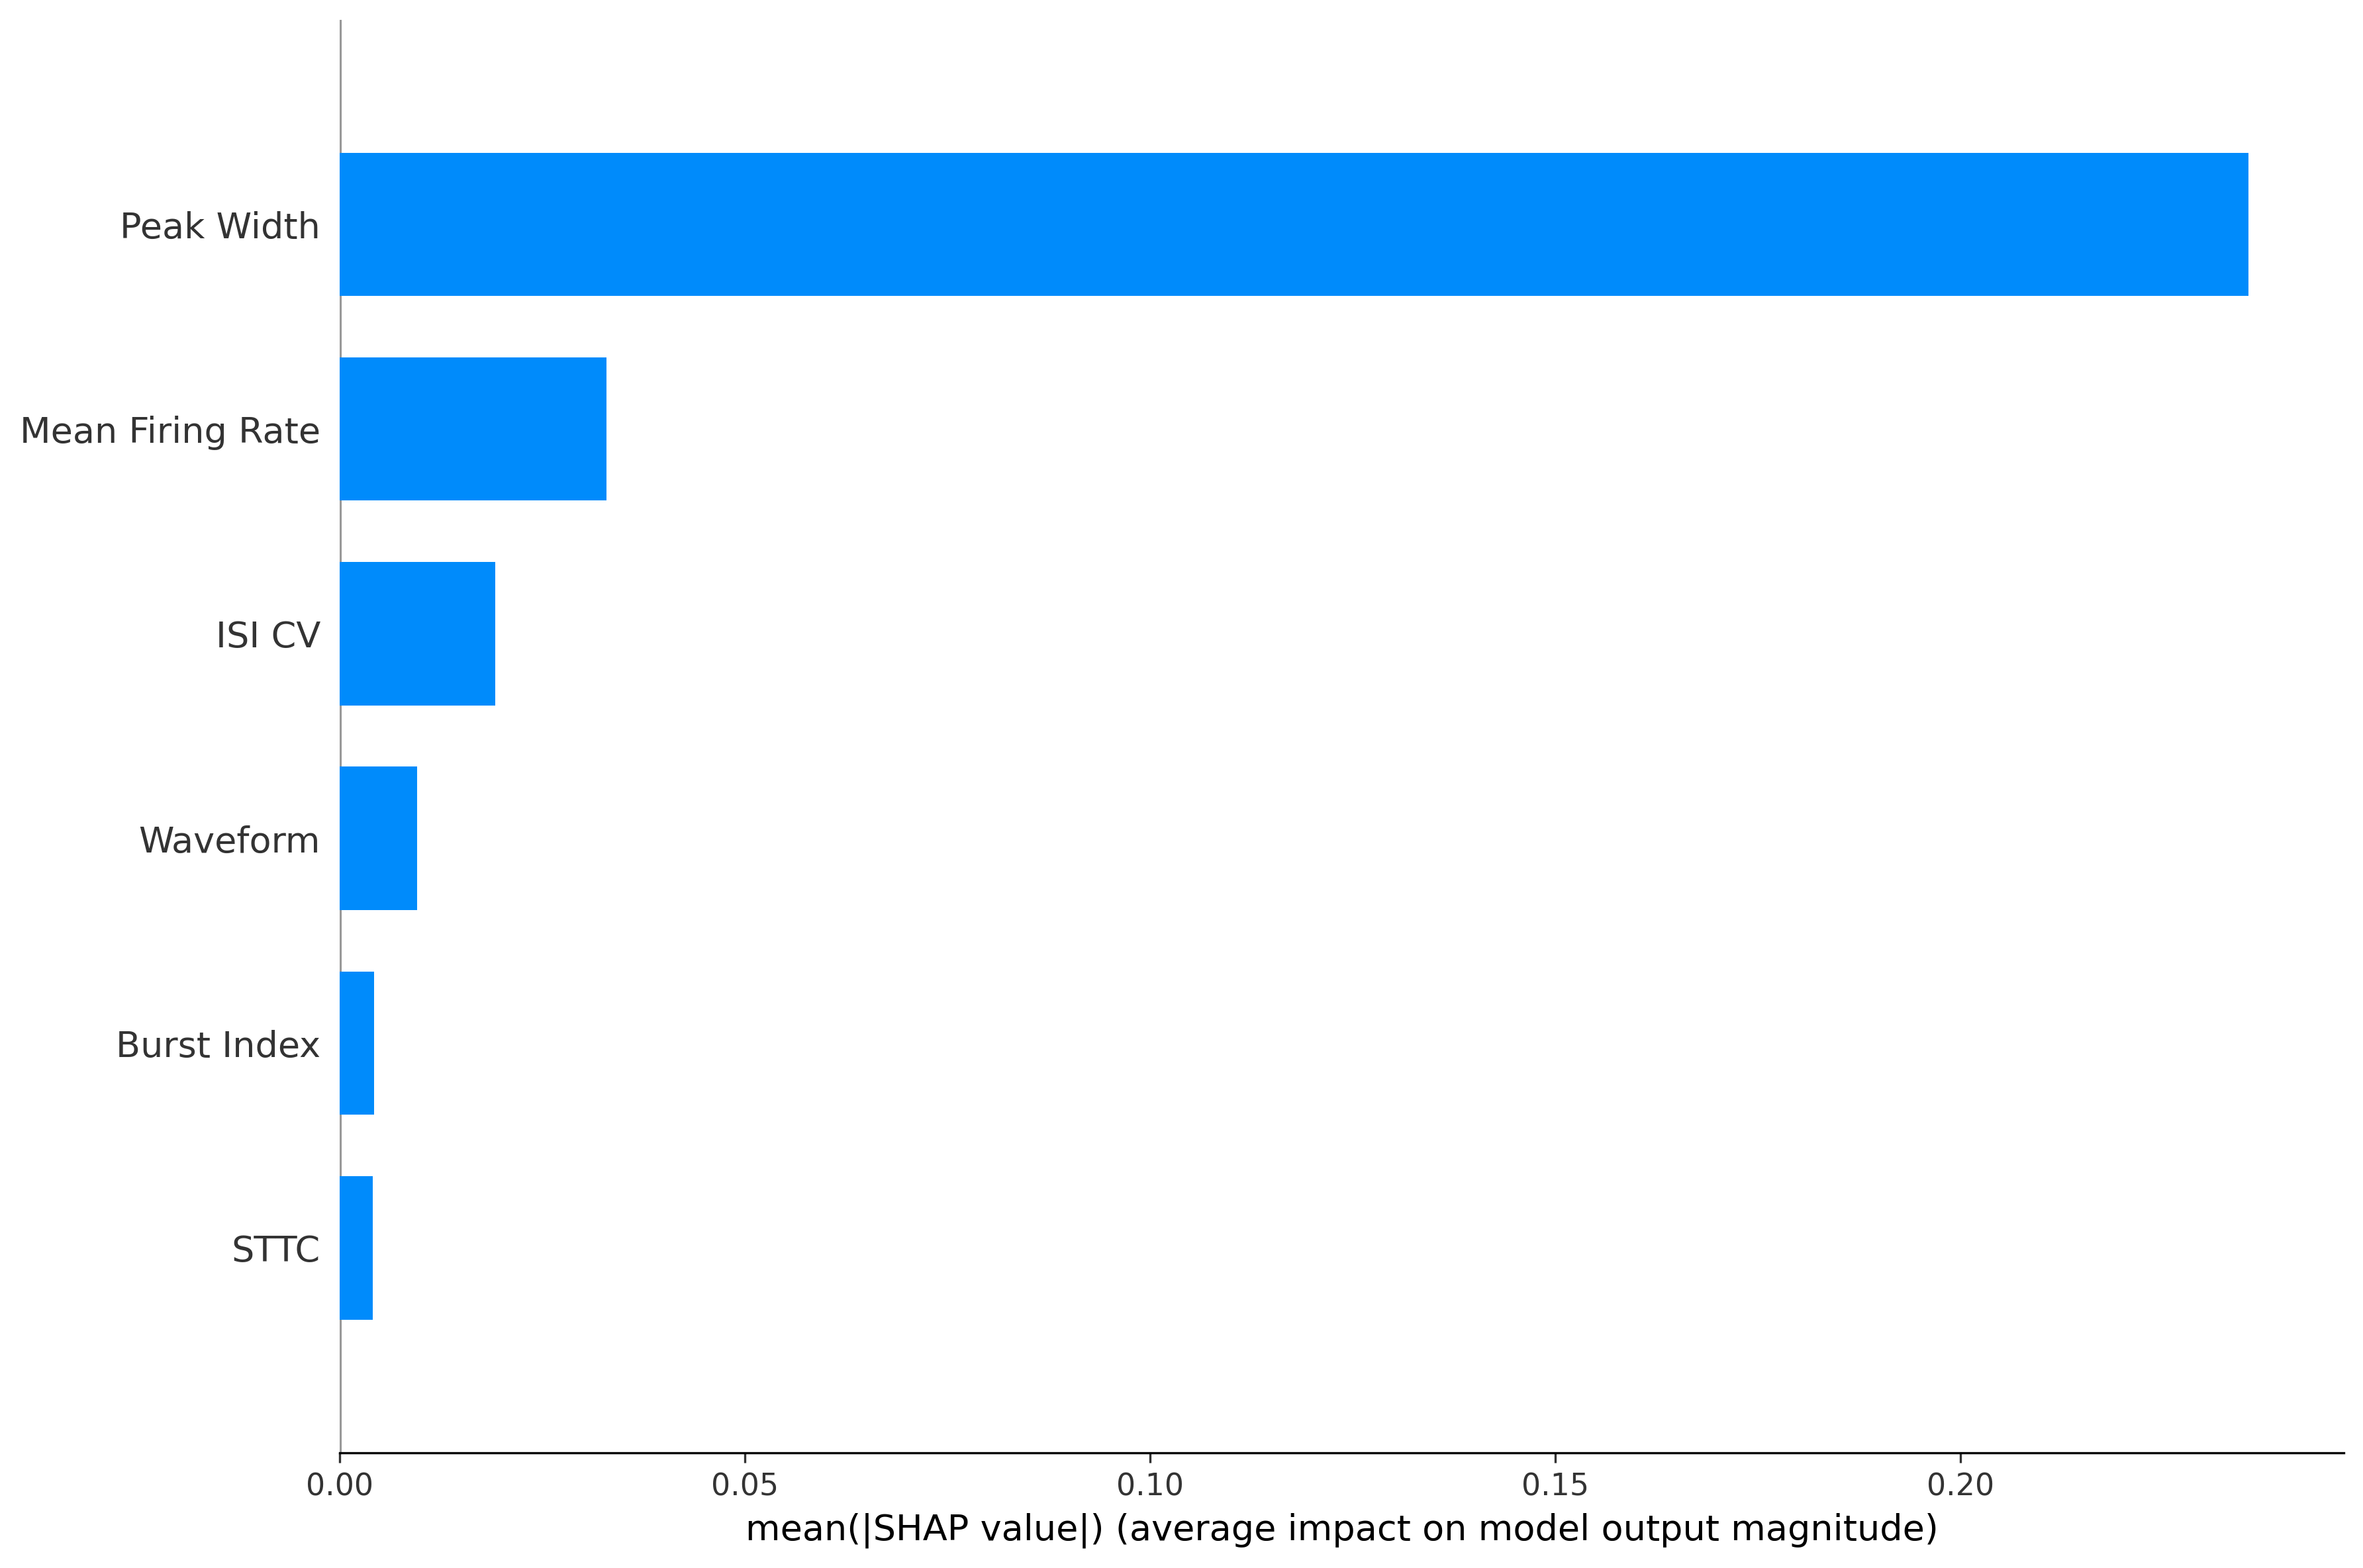 Peak Width
Mean Firing Rate
ISI CV
Waveform
Burst Index
STTC
0.00 0.05 0.10 0.15 0.20
mean(|SHAP value|) (average impact on model output magnitude)